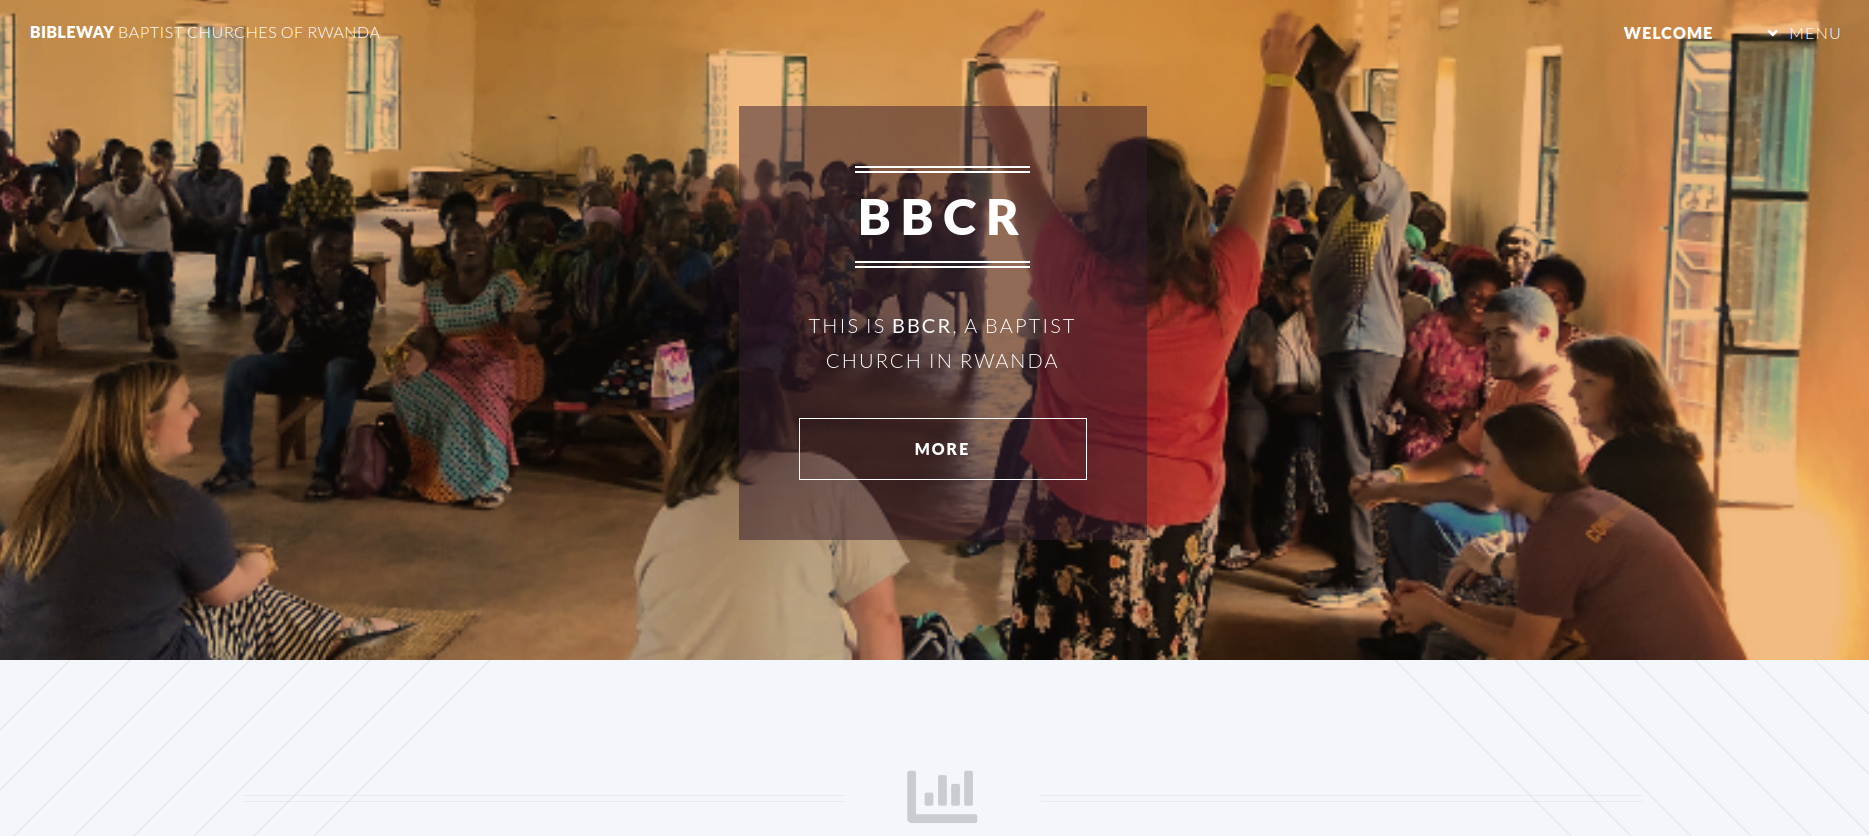 BIBLEWAY BAPTIST CHURCHES OF RWANDA
WELCOME
MENU
BBCR
THIS IS BBCR, A BAPTIST
CHURCH IN RWANDA
MORE